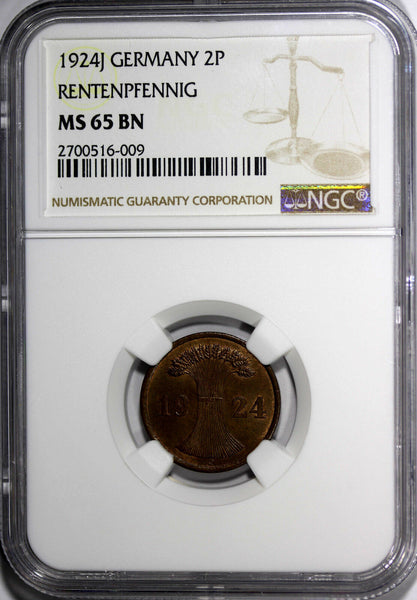 1924J GERMANY 2P
RENTENPFENNIG
MS 65 BN
2700516-009
NUMISMATIC GUARANTY CORPORATION
NGC®
19 24